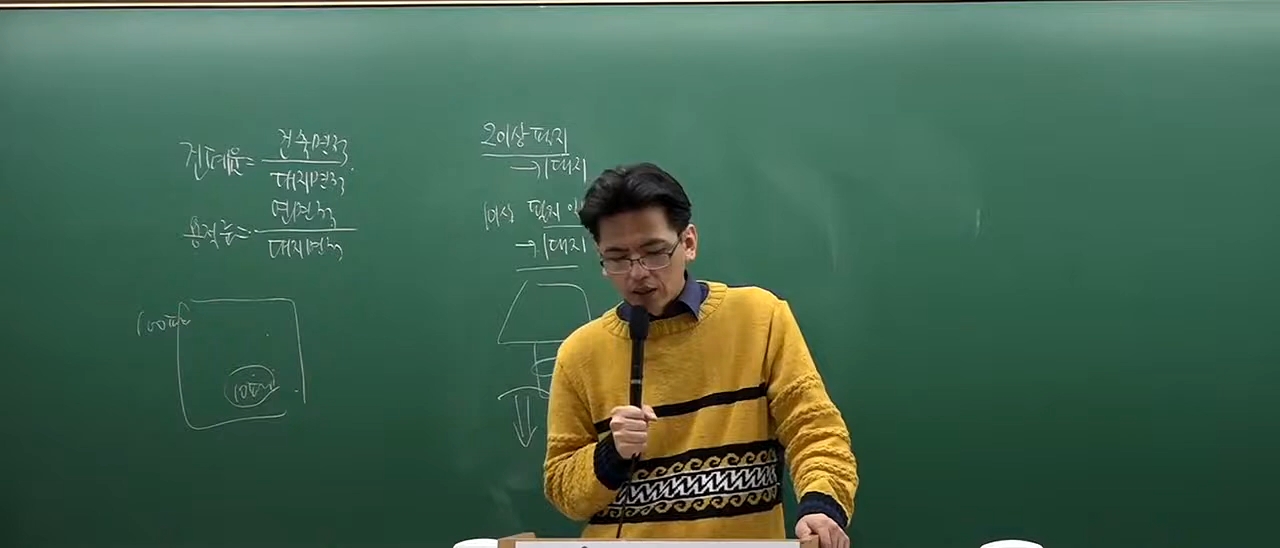 건폐율 = 건축면적 / 대지면적
용적률 = 연면적 / 대지면적
100평
10평
2이상 필지
→ 1대지
1이상 필지
→ 1대지